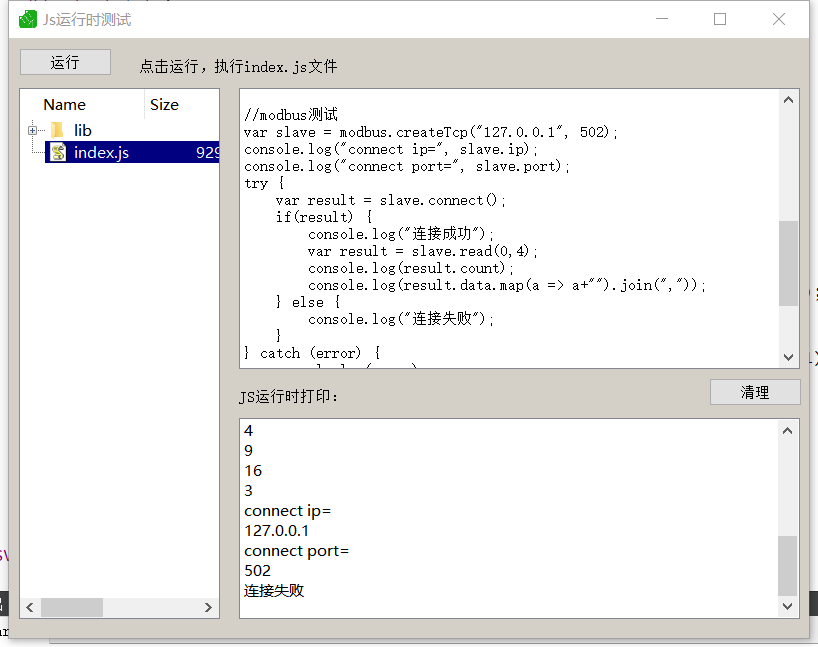 Js运行时测试
运行
点击运行，执行index.js文件
Name Size
lib
index.js 929
//modbus测试
var slave = modbus.createTcp("127.0.0.1", 502);
console.log("connect ip=", slave.ip);
console.log("connect port=", slave.port);
try {
    var result = slave.connect();
    if(result) {
        console.log("连接成功");
        var result = slave.read(0,4);
        console.log(result.count);
        console.log(result.data.map(a => a+"").join(","));
    } else {
        console.log("连接失败");
    }
} catch (error) {
JS运行时打印:
清理
4
9
16
3
connect ip=
127.0.0.1
connect port=
502
连接失败